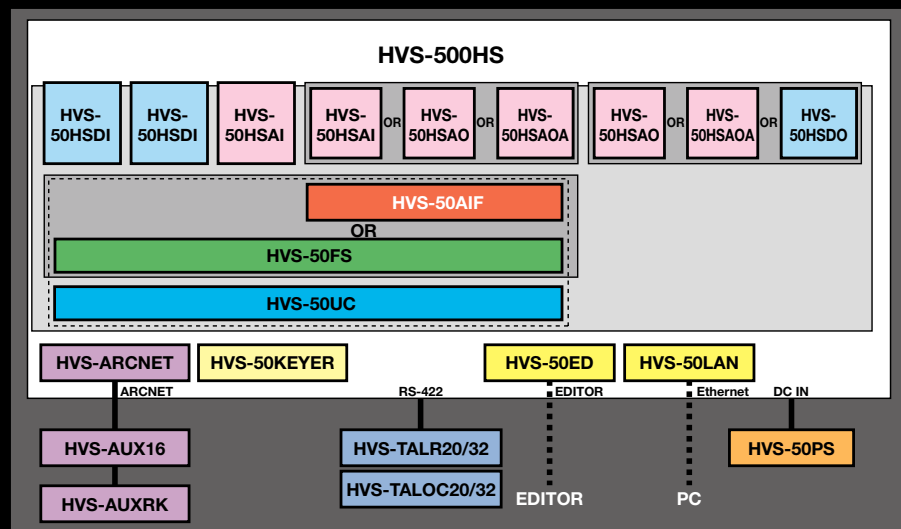 HVS-500HS
HVS-
50HSDI
HVS-
50HSDI
HVS-
50HSAI
HVS-
50HSAI
OR
HVS-
50HSAO
OR
HVS-
50HSAOA
HVS-
50HSAO
OR
HVS-
50HSAOA
OR
HVS-
50HSDO
HVS-50AIF
OR
HVS-50FS
HVS-50UC
HVS-ARCNET
HVS-50KEYER
HVS-50ED
HVS-50LAN
ARCNET
RS-422
EDITOR
Ethernet
DC IN
HVS-AUX16
HVS-TALR20/32
HVS-50PS
HVS-TALOC20/32
HVS-AUXRK
EDITOR
PC